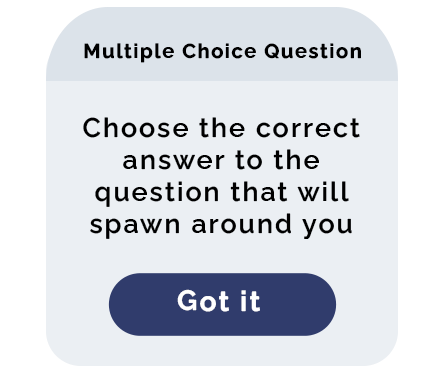 Multiple Choice Question
Choose the correct
answer to the
question that will
spawn around you
Got it